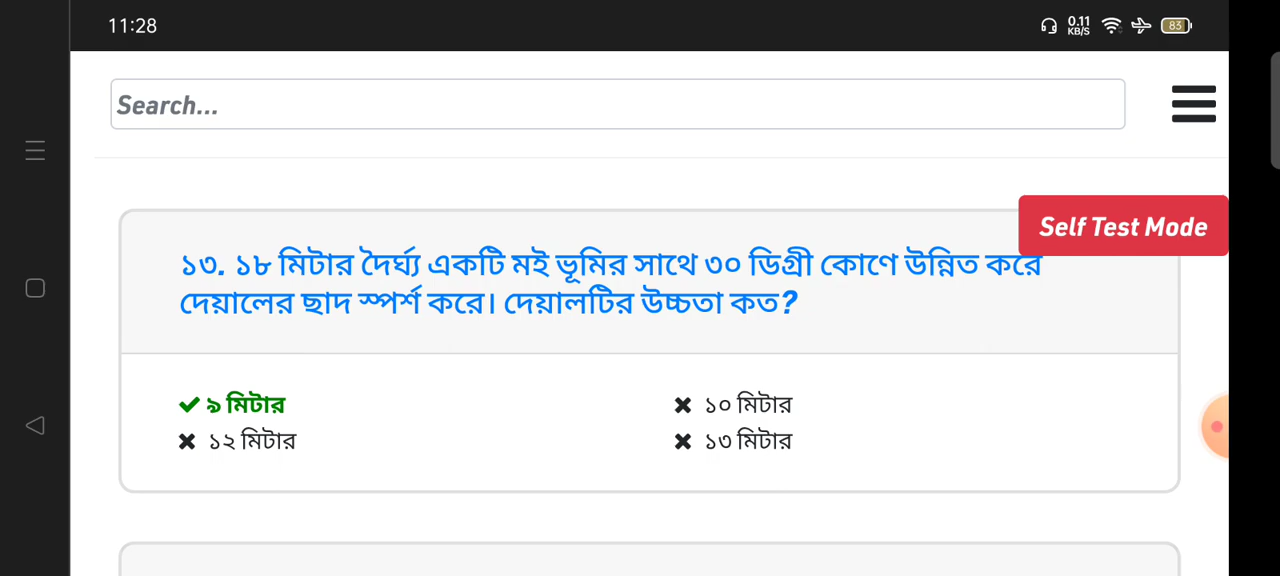 11:28
0.11
KB/S
83
Search...
Self Test Mode
১৩. ১৮ মিটার দৈর্ঘ্য একটি মই ভূমির সাথে ৩০ ডিগ্রী কোণে উন্নিত করে
দেয়ালের ছাদ স্পর্শ করে। দেয়ালটির উচ্চতা কত?
৯ মিটার
১০ মিটার
১২ মিটার
১৩ মিটার